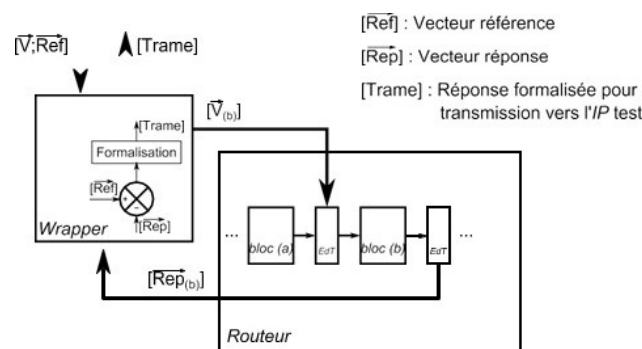 [V;Ref]
[Trame]
[Ref] : Vecteur référence
[Rep] : Vecteur réponse
[Trame] : Réponse formalisée pour
transmission vers l'IP test
[V(b)]
[Trame]
Formalisation
[Ref]
+
-
[Rep]
Wrapper
... bloc (a) EdT bloc (b) EdT ...
[Rep(b)]
Routeur